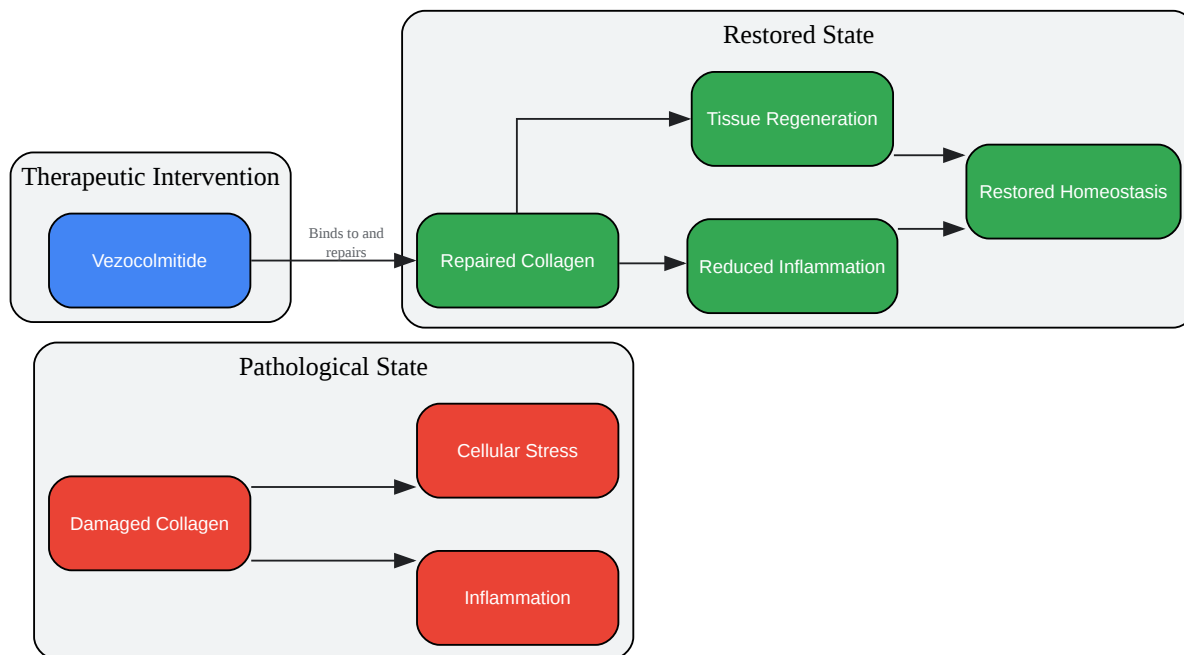 Restored State
Tissue Regeneration
Therapeutic Intervention
Restored Homeostasis
Vezocolmitide
Binds to and
repairs
Repaired Collagen
Reduced Inflammation
Pathological State
Cellular Stress
Damaged Collagen
Inflammation